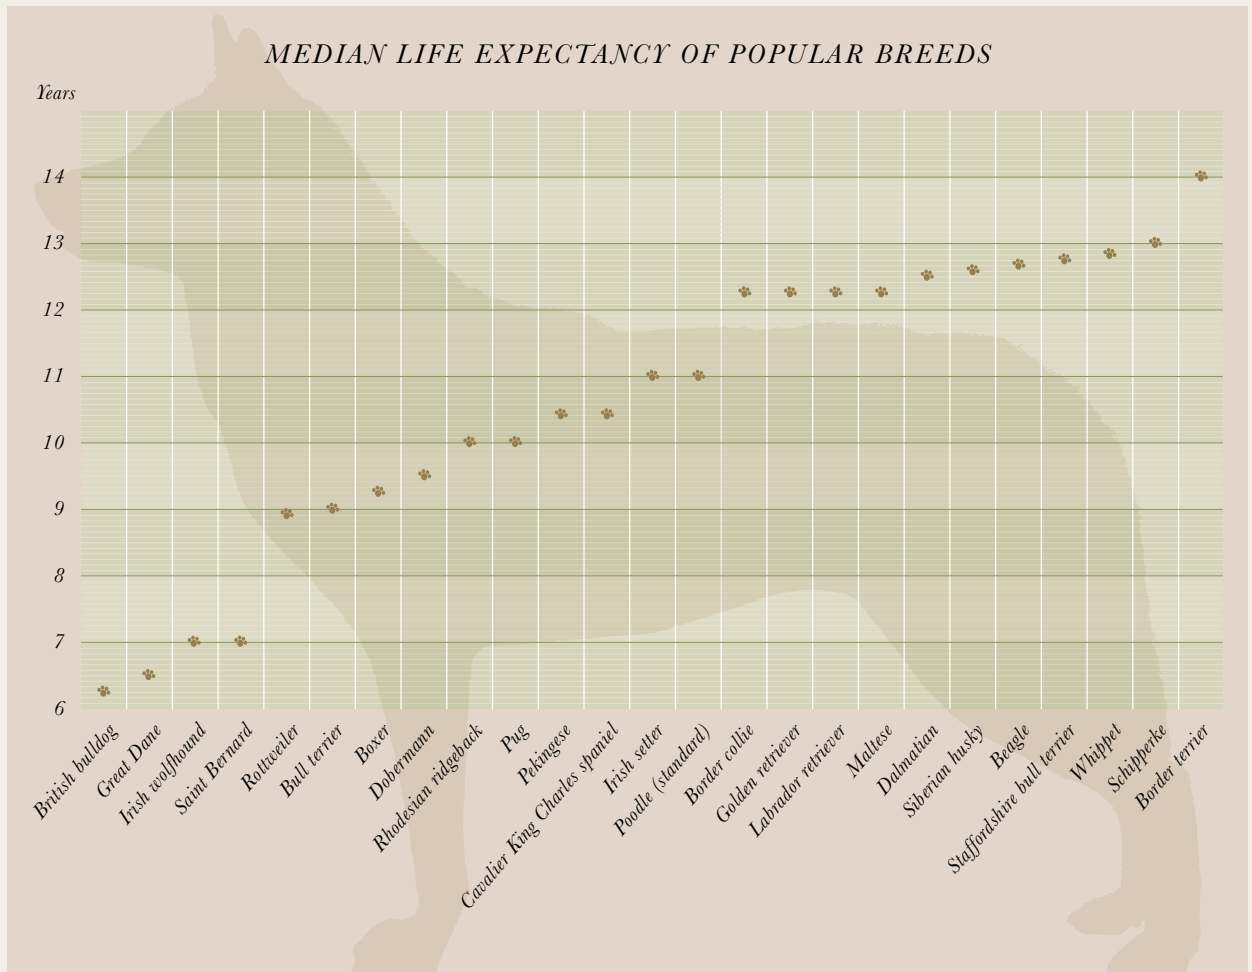 MEDIAN LIFE EXPECTANCY OF POPULAR BREEDS
Years
14
13
12
11
10
9
8
7
6
British bulldog
Great Dane
Irish wolfhound
Saint Bernard
Rottweiler
Bull terrier
Boxer
Dobermann
Rhodesian ridgeback
Pug
Pekingese
Cavalier King Charles spaniel
Irish setter
Poodle (standard)
Border collie
Golden retriever
Labrador retriever
Maltese
Dalmatian
Siberian husky
Beagle
Staffordshire bull terrier
Whippet
Schipperke
Border terrier